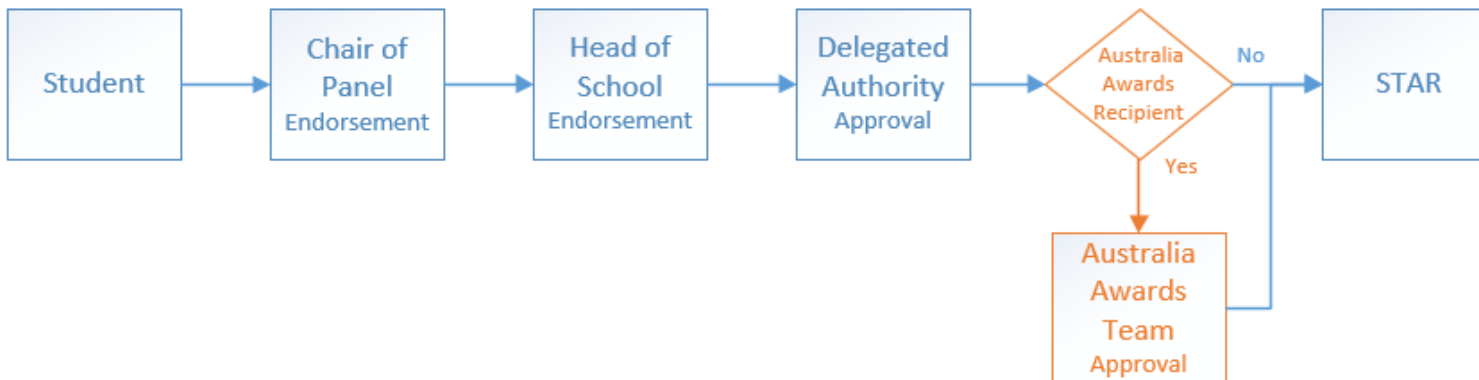 Student
Chair of
Panel
Endorsement
Head of
School
Endorsement
Delegated
Authority
Approval
Australia
Awards
Recipient
No
Yes
STAR
Australia
Awards
Team
Approval